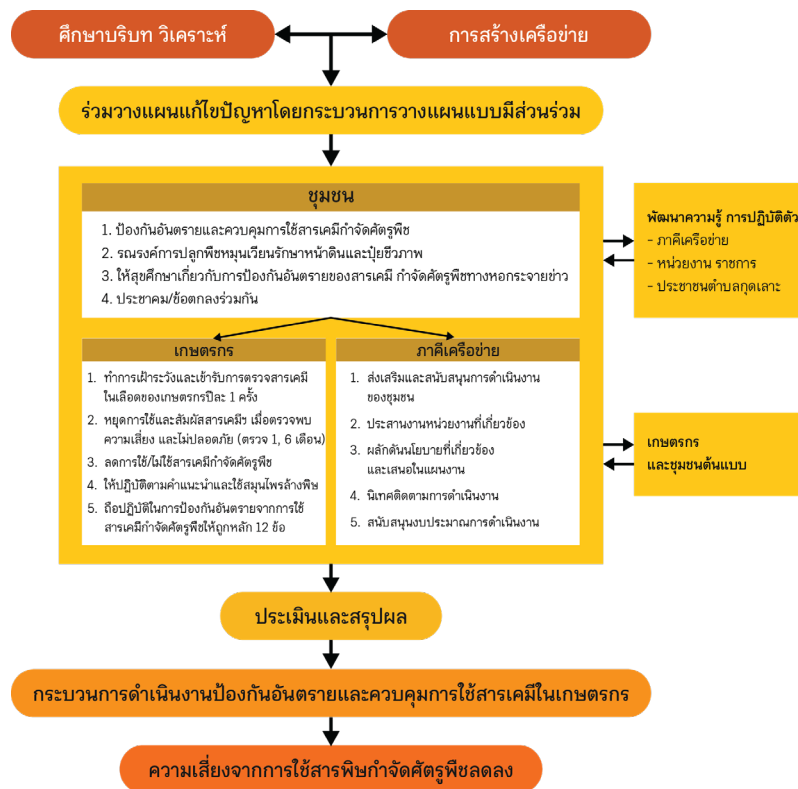 ศึกษาบริบท วิเคราะห์
การสร้างเครือข่าย
ร่วมวางแผนแก้ไขปัญหาโดยกระบวนการวางแผนแบบมีส่วนร่วม
ชุมชน
1. ป้องกันอันตรายและควบคุมการใช้สารเคมีกำจัดศัตรูพืช
2. รณรงค์การปลูกพืชหมุนเวียนรักษาหน้าดินและปุ๋ยชีวภาพ
3. ให้สุขศึกษาเกี่ยวกับการป้องกันอันตรายของสารเคมี กำจัดศัตรูพืชทางหอกระจายข่าว
4. ประชาคม/ข้อตกลงร่วมกัน
พัฒนาความรู้ การปฏิบัติตัว
- ภาคีเครือข่าย
- หน่วยงาน ราชการ
- ประชาชนตำบลกุดเลาะ
เกษตรกร
1. ทำการเฝ้าระวังและเข้ารับการตรวจสารเคมี
ในเลือดของเกษตรกรปีละ 1 ครั้ง
2. หยุดการใช้และสัมผัสสารเคมีฯ เมื่อตรวจพบ
ความเสี่ยง และไม่ปลอดภัย (ตรวจ 1, 6 เดือน)
3. ลดการใช้/ไม่ใช้สารเคมีกำจัดศัตรูพืช
4. ให้ปฎิบัติตามคำแนะนำและใช้สมุนไพรล้างพิษ
5. ถือปฏิบัติในการป้องกันอันตรายจากการใช้
สารเคมีกำจัดศัตรูพืชให้ถูกหลัก 12 ข้อ
ภาคีเครือข่าย
1. ส่งเสริมและสนับสนุนการดำเนินงาน
ของชุมชน
2. ประสานงานหน่วยงานที่เกี่ยวข้อง
3. ผลักดันนโยบายที่เกี่ยวข้อง
และเสนอในแผนงาน
4. นิเทศติดตามการดำเนินงาน
5. สนับสนุนงบประมาณการดำเนินงาน
เกษตรกร
และชุมชนต้นแบบ
ประเมินและสรุปผล
กระบวนการดำเนินงานป้องกันอันตรายและควบคุมการใช้สารเคมีในเกษตรกร
ความเสี่ยงจากการใช้สารพิษกำจัดศัตรูพืชลดลง